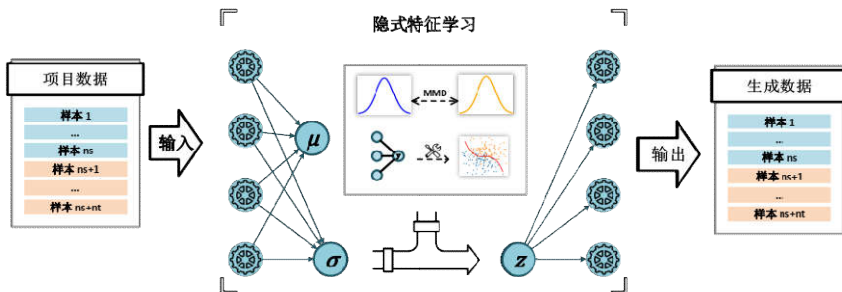 隐式特征学习
项目数据
样本 1
...
样本 ns
样本 ns+1
...
样本 ns+nt
输入
μ
σ
MMD
z
输出
生成数据
样本 1
...
样本 ns
样本 ns+1
...
样本 ns+nt